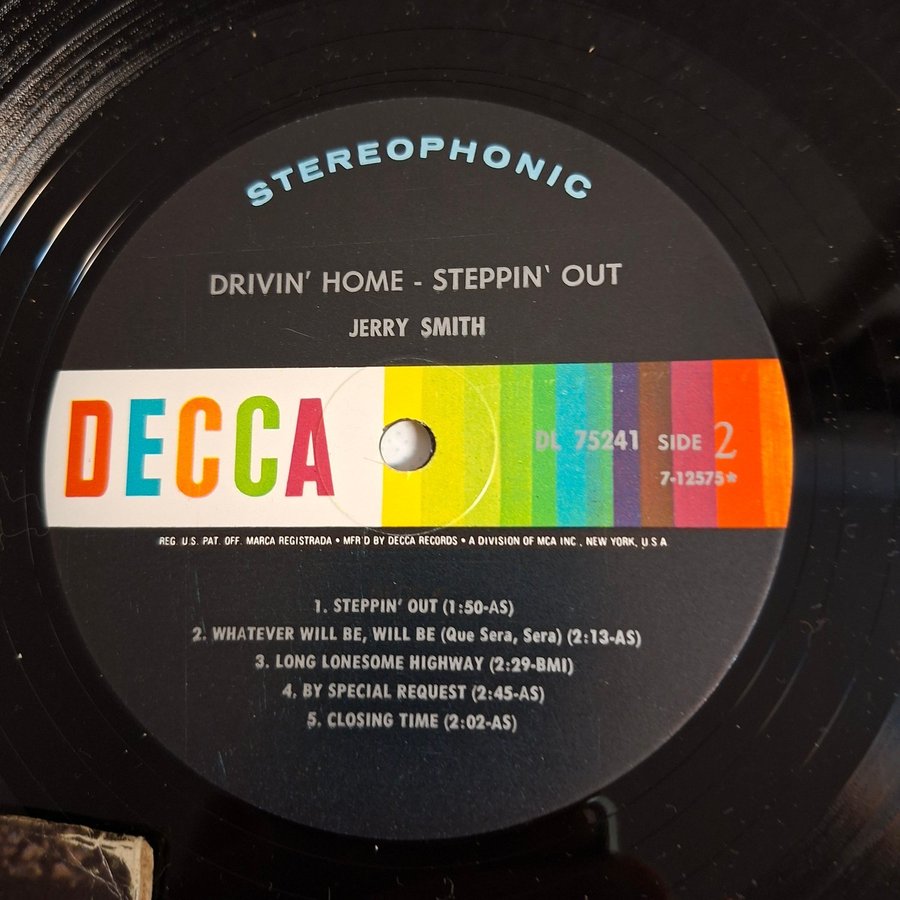 STEREOPHONIC
DRIVIN' HOME - STEPPIN' OUT
JERRY SMITH
DECCA
DL 75241 SIDE 2
7-12575*
REG. U.S. PAT. OFF. MARCA REGISTRADA • MFR'D BY DECCA RECORDS • A DIVISION OF MCA INC., NEW YORK, U.S.A
1. STEPPIN' OUT (1:50-AS)
2. WHATEVER WILL BE, WILL BE (Que Sera, Sera) (2:13-AS)
3. LONG LONESOME HIGHWAY (2:29-BMI)
4. BY SPECIAL REQUEST (2:45-AS)
5. CLOSING TIME (2:02-AS)